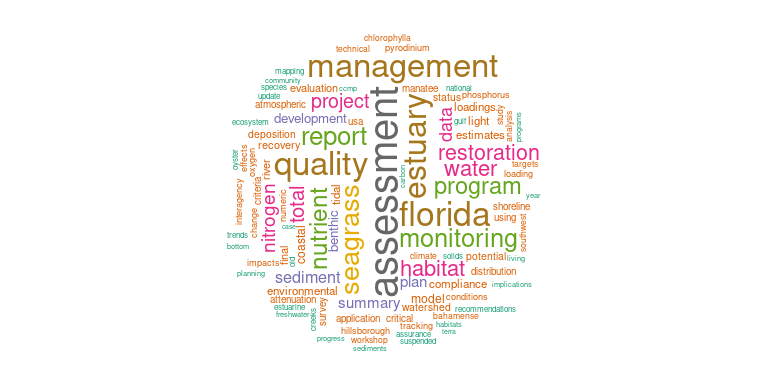 chlorophylla
technical
pyrodinium
management
mapping
community
species
evaluation
ccmp
manatee
national
update
project
status
phosphorus
atmospheric
loadings
ecosystem
development
usa
assessment
estuary
data
gulf
light
study
analysis
programs
deposition
report
estimates
recovery
restoration
oyster
effects
oxygen
river
quality
carbon
water
targets
loading
interagency
change
criteria
nitrogen
numeric
total
case
nutrient
tidal
benthic
seagrass
program
year
florida
shoreline
using
southwest
trends
bottom
coastal
final
old
monitoring
impacts
planning
climate
solids
potential
living
habitat
distribution
sediment
plan
compliance
implications
environmental
attenuation
estuarine
freshwater
creeks
survey
summary
model
conditions
watershed
recommendations
bahamense
application
critical
tracking
habitats
terra
hillsborough
assurance
progress
workshop
suspended
sediments